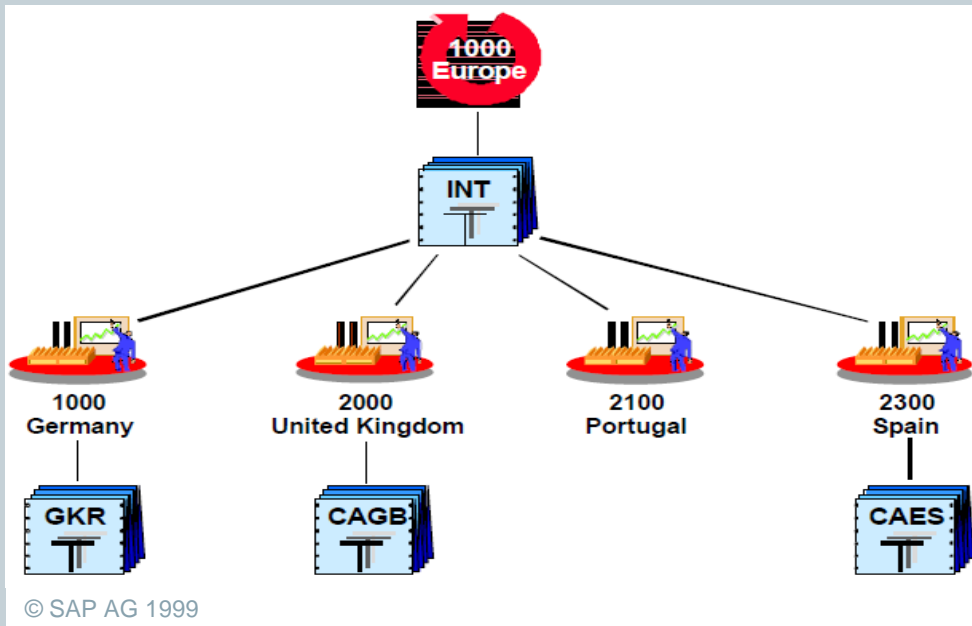 1000
Europe
INT
1000
Germany
2000
United Kingdom
2100
Portugal
2300
Spain
GKR
CAGB
CAES
© SAP AG 1999